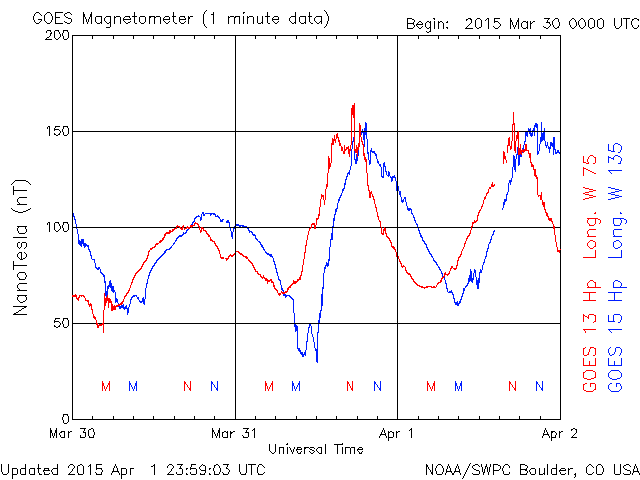 GOES Magnetometer (1 minute data)
Begin: 2015 Mar 30 0000 UTC
200
150
100
50
0
NanoTesla (nT)
M M N N M M N N M M N N
Mar 30 Mar 31 Apr 1 Apr 2
Universal Time
GOES 13 Hp Long. W 75
GOES 15 Hp Long. W 135
Updated 2015 Apr 1 23:59:03 UTC
NOAA/SWPC Boulder, CO USA